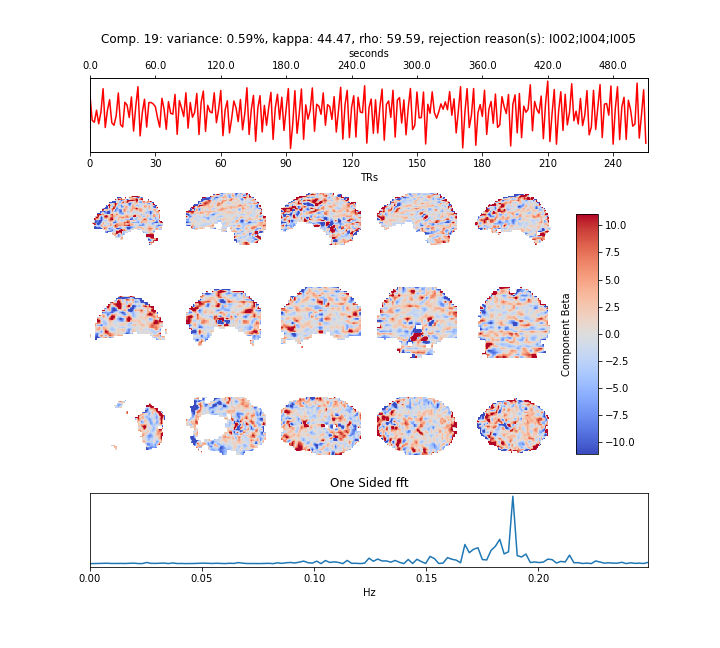 Comp. 19: variance: 0.59%, kappa: 44.47, rho: 59.59, rejection reason(s): I002;I004;I005
seconds
0.0 60.0 120.0 180.0 240.0 300.0 360.0 420.0 480.0
0 30 60 90 120 150 180 210 240
TRs
10.0
7.5
5.0
2.5
0.0
−2.5
−5.0
−7.5
−10.0
Component Beta
One Sided fft
0.00 0.05 0.10 0.15 0.20
Hz